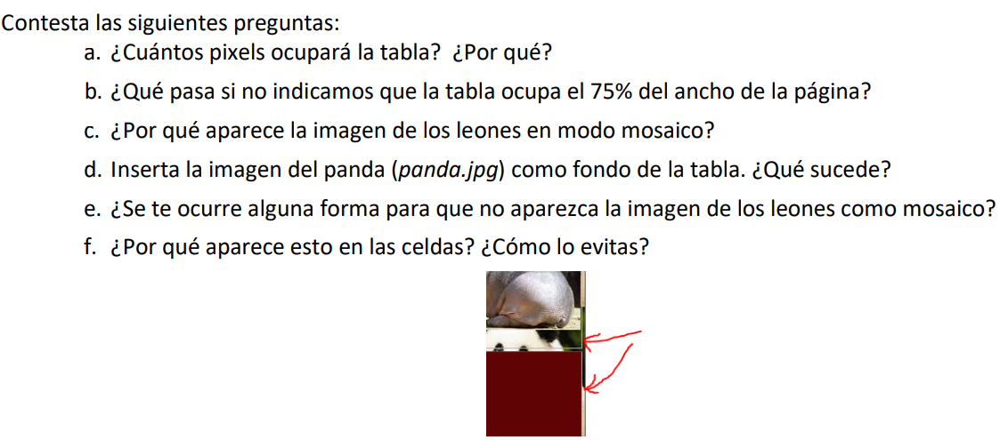 Contesta las siguientes preguntas:
a. ¿Cuántos pixels ocupará la tabla? ¿Por qué?
b. ¿Qué pasa si no indicamos que la tabla ocupa el 75% del ancho de la página?
c. ¿Por qué aparece la imagen de los leones en modo mosaico?
d. Inserta la imagen del panda (panda.jpg) como fondo de la tabla. ¿Qué sucede?
e. ¿Se te ocurre alguna forma para que no aparezca la imagen de los leones como mosaico?
f. ¿Por qué aparece esto en las celdas? ¿Cómo lo evitas?